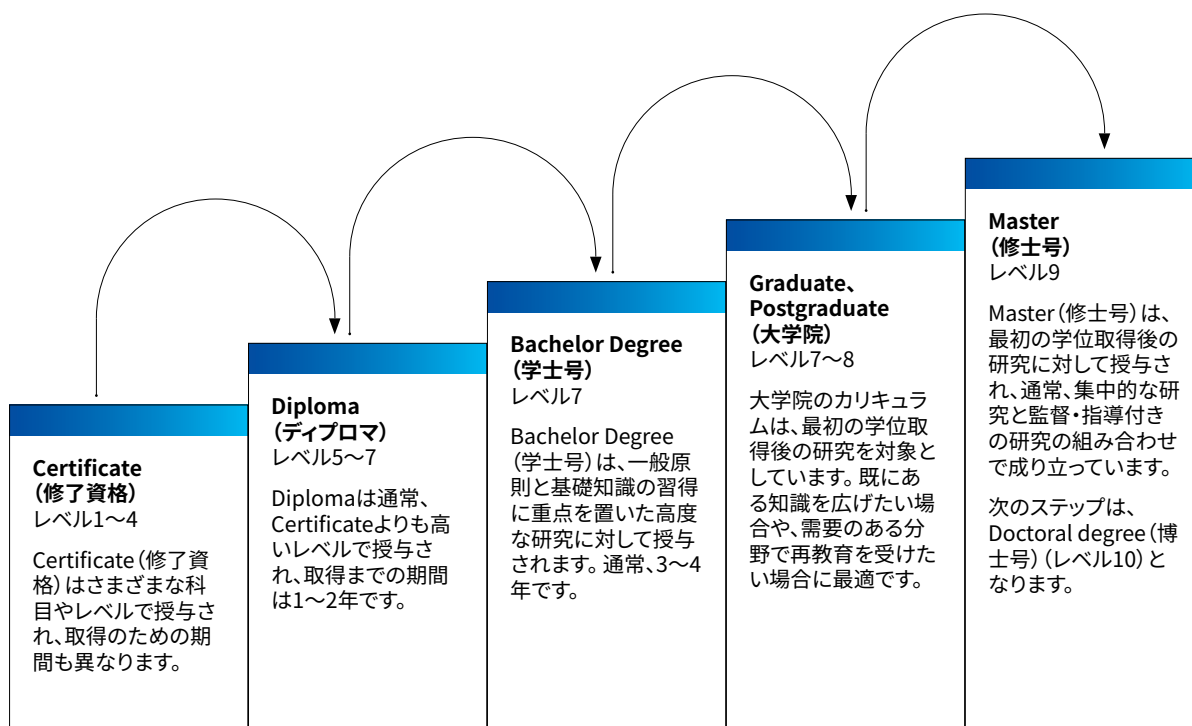 Certificate
(修了資格)
レベル1～4
Certificate（修了資
格）はさまざまな科
目やレベルで授与さ
れ、取得のための期
間も異なります。
Diploma
（ディプロマ）
レベル5～7
Diplomaは通常、
Certificateよりも高
いレベルで授与さ
れ、取得までの期間
は1～2年です。
Bachelor Degree
（学士号）
レベル7
Bachelor Degree
（学士号）は、一般原
則と基礎知識の習得
に重点を置いた高度
な研究に対して授与
されます。通常、3～4
年です。
Graduate、
Postgraduate
（大学院）
レベル7～8
大学院のカリキュラ
ムは、最初の学位取
得後の研究を対象と
しています。既にあ
る知識を広げたい場
合や、需要のある分
野で再教育を受けた
い場合に最適です。
Master
（修士号）
レベル9
Master（修士号）は、
最初の学位取得後の
研究に対して授与さ
れ、通常、集中的な研
究と監督・指導付き
の研究の組み合わせ
で成り立っています。
次のステップは、
Doctoral degree（博
士号）（レベル10）と
なります。